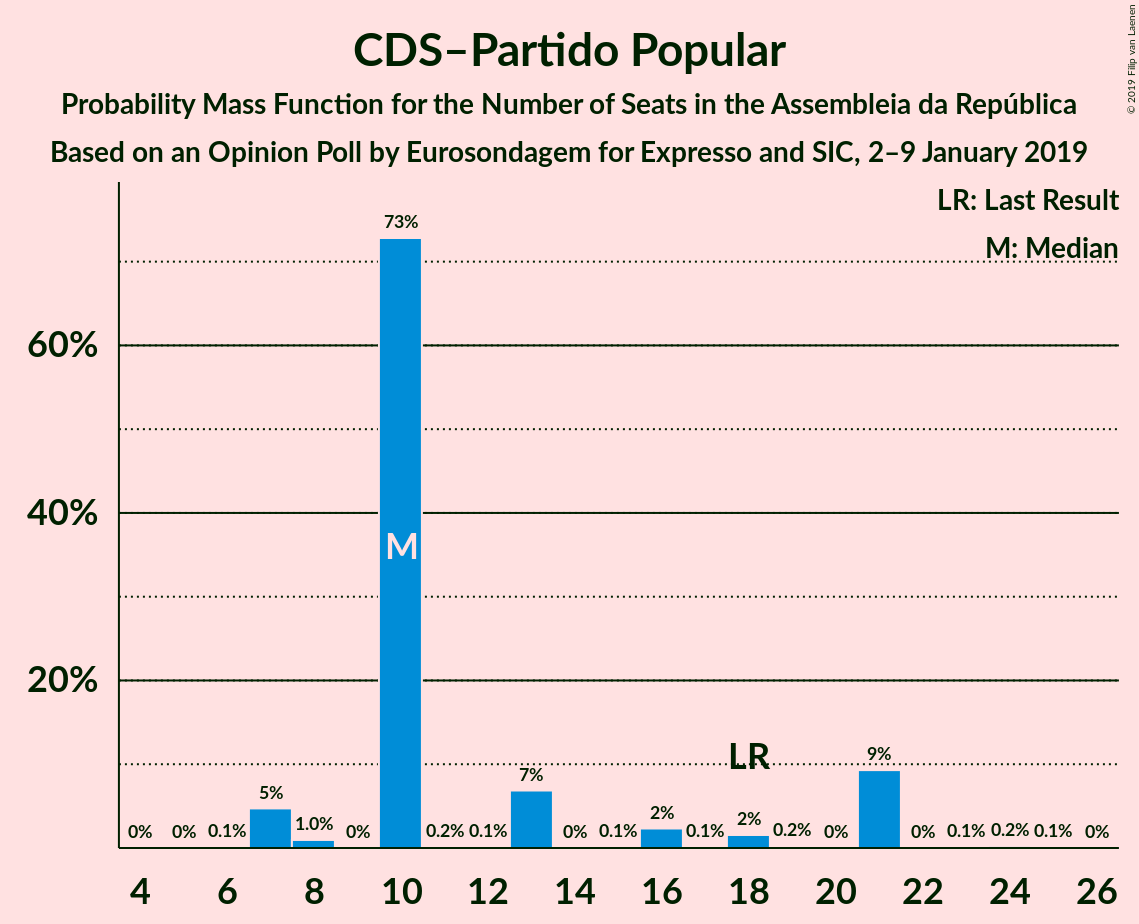 CDS–Partido Popular
Probability Mass Function for the Number of Seats in the Assembleia da República
Based on an Opinion Poll by Eurosondagem for Expresso and SIC, 2–9 January 2019
© 2019 Filip van Laenen
LR: Last Result
M: Median
60%
40%
20%
0% 0% 0.1% 5% 1.0% 0% 73% 0.2% 0.1% 7% 0% 0.1% 2% 0.1% 2% 0.2% 0% 9% 0% 0.1% 0.2% 0.1% 0%
M
LR
4 6 8 10 12 14 16 18 20 22 24 26